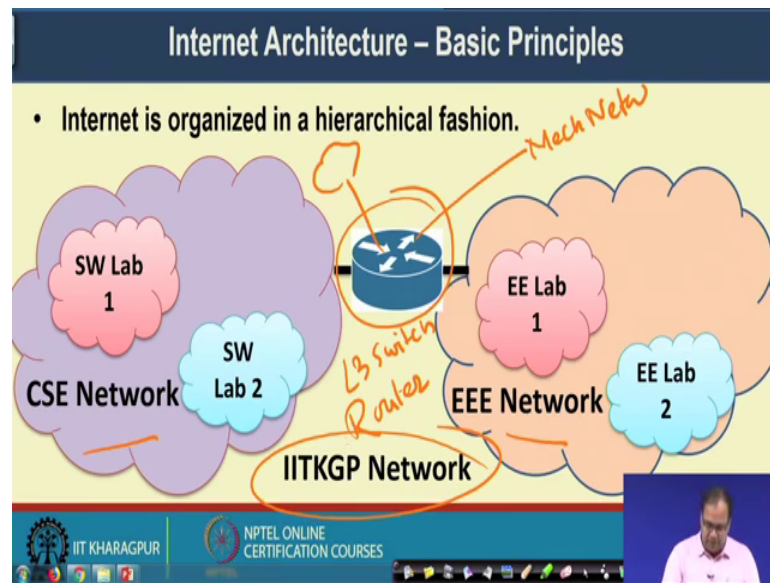 Internet Architecture – Basic Principles
• Internet is organized in a hierarchical fashion.
Mech Netw
SW Lab
1
SW
Lab 2
CSE Network
L3 Switch
Router
EE Lab
1
EE Lab
2
EEE Network
IITKGP Network
IIT KHARAGPUR
NPTEL ONLINE
CERTIFICATION COURSES